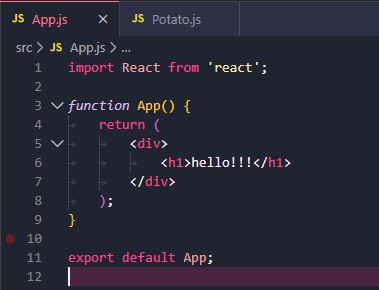 JS App.js × JS Potato.js
src > JS App.js > ...
1 import React from 'react';
2
3 function App() {
4 return (
5 <div>
6 <h1>hello!!!</h1>
7 </div>
8 );
9 }
10
11 export default App;
12